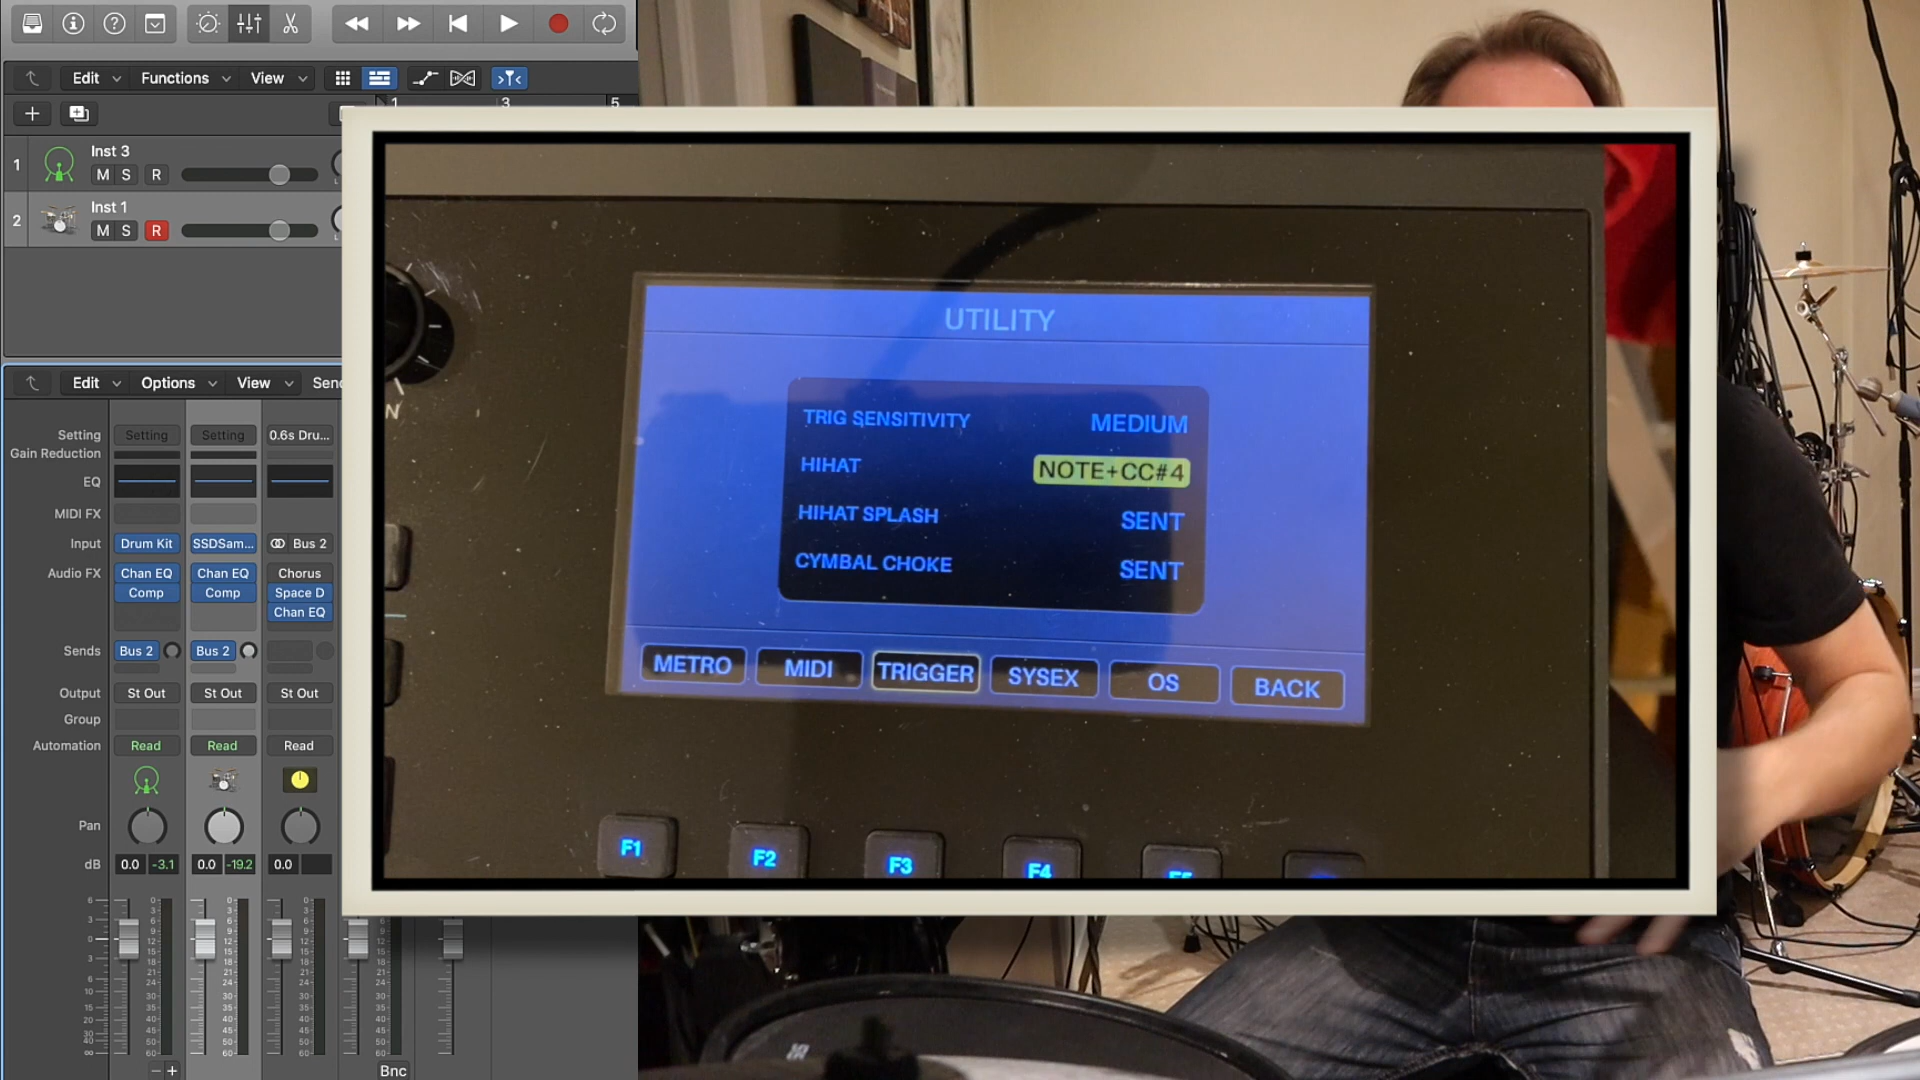 Edit Functions View
1 3 5
1 Inst 3
M S R
2 Inst 1
M S R
Edit Options View Send
Setting Setting Setting 0.6s Dru...
Gain Reduction
EQ
MIDI FX
Input Drum Kit SSDSam... Bus 2
Audio FX Chan EQ Chan EQ Chorus
Comp Comp Space D
Chan EQ
Sends Bus 2 Bus 2
Output St Out St Out St Out
Group
Automation Read Read Read
Pan
dB 0.0 -3.1 0.0 -19.2 0.0
Bnc
N
UTILITY
TRIG SENSITIVITY MEDIUM
HIHAT NOTE+CC#4
HIHAT SPLASH SENT
CYMBAL CHOKE SENT
METRO MIDI TRIGGER SYSEX OS BACK
F1 F2 F3 F4 F5